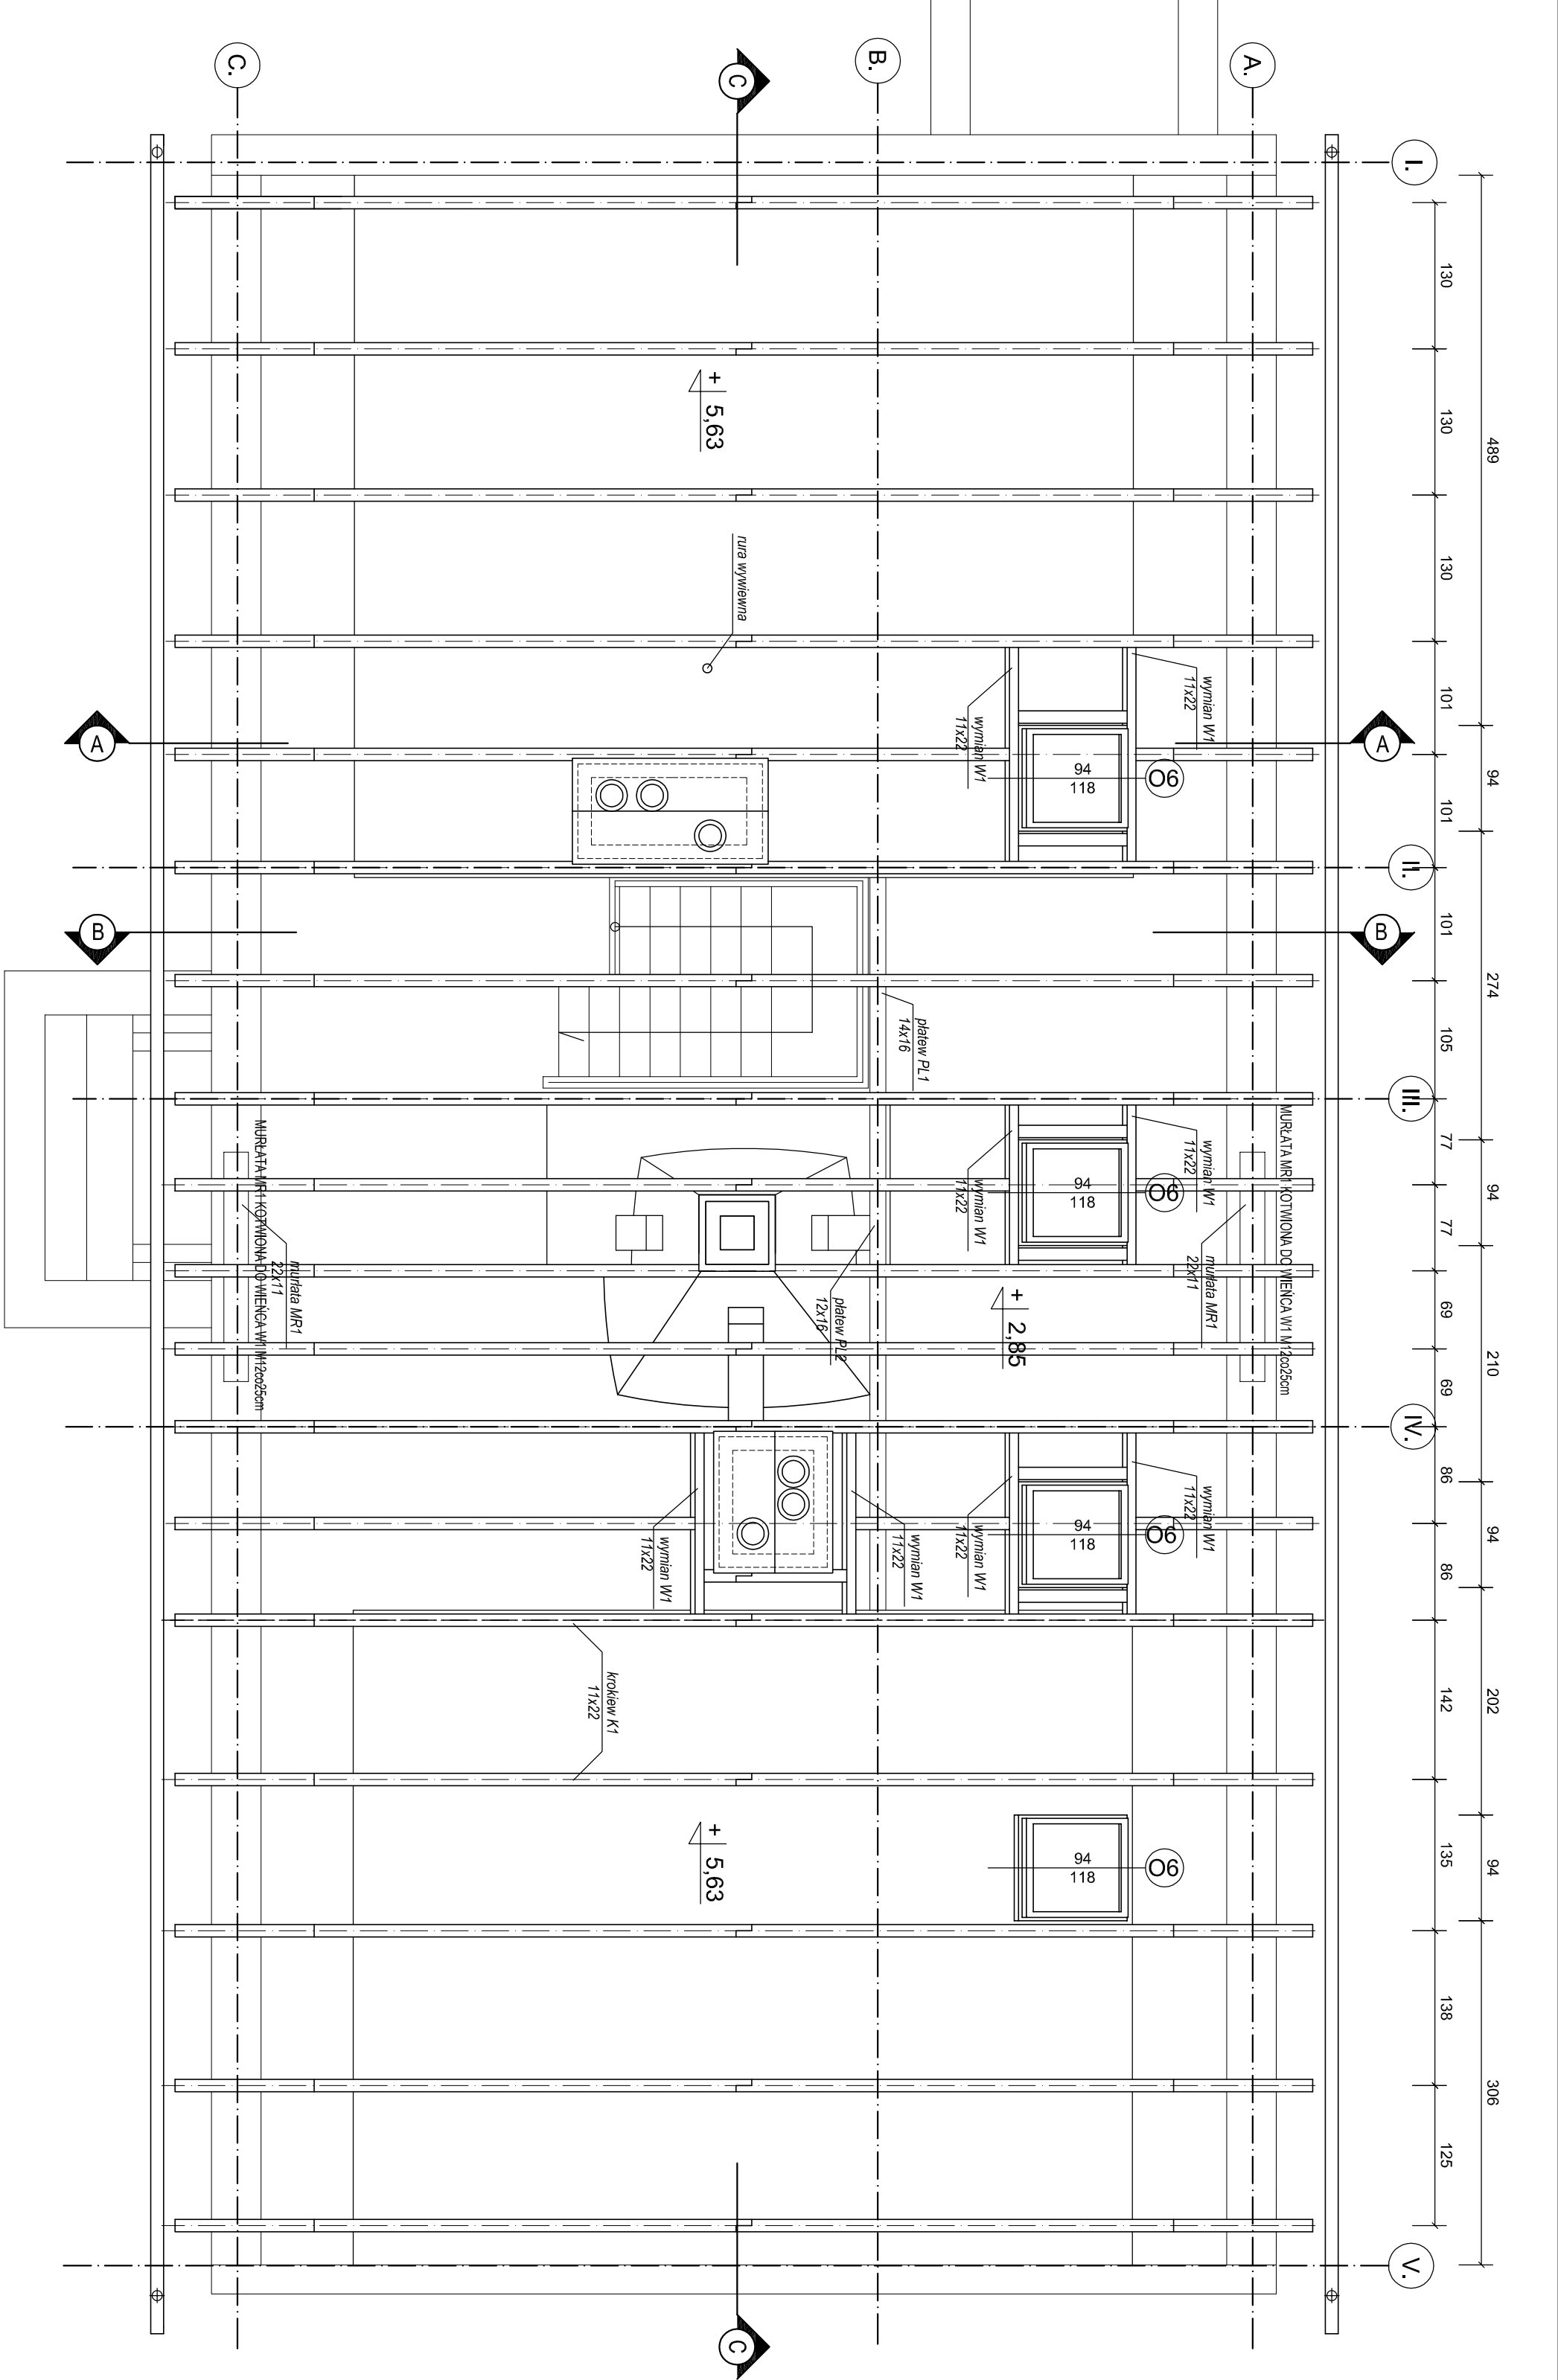 I.
II.
III.
IV.
V.
489
94
274
94
210
94
202
94
306
130
130
130
101
101
101
105
77
77
69
69
86
86
142
135
138
125
A.
MURŁATA MR1 KOTWIONA DO WIEŃCA W1 M12co25cm
A
B
wymian W1
11x22
wymian W1
11x22
murłata MR1
22x11
wymian W1
11x22
O6
O6
O6
O6
94
118
94
118
94
118
94
118
+ 2,85
wymian W1
11x22
wymian W1
11x22
wymian W1
11x22
płatew PL1
14x16
wymian W1
11x22
B.
płatew PL2
12x16
C
rura wywiewna
C
+ 5,63
+ 5,63
wymian W1
11x22
krokiew K1
11x22
murłata MR1
22x11
MURŁATA MR1 KOTWIONA DO WIEŃCA W1 M12co25cm
C.
A
B